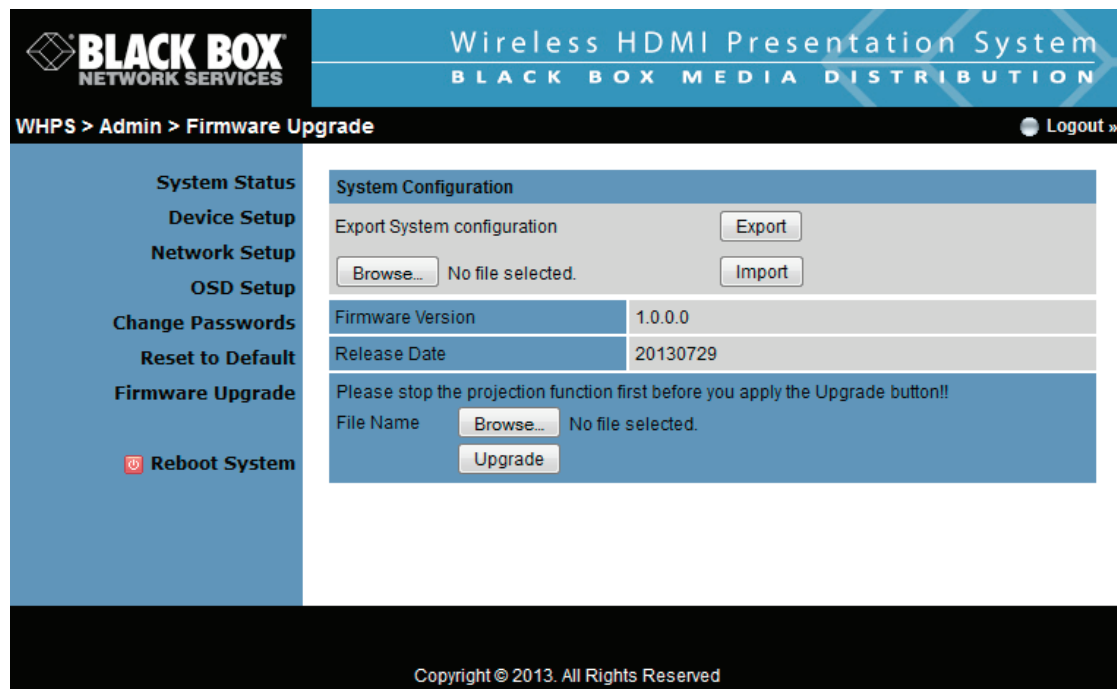 BLACK BOX
NETWORK SERVICES
Wireless HDMI Presentation System
BLACK BOX MEDIA DISTRIBUTION
WHPS > Admin > Firmware Upgrade
Logout »
System Status
Device Setup
Network Setup
OSD Setup
Change Passwords
Reset to Default
Firmware Upgrade
Reboot System
System Configuration
Export System configuration Export
Browse... No file selected. Import
Firmware Version 1.0.0.0
Release Date 20130729
Please stop the projection function first before you apply the Upgrade button!!
File Name Browse... No file selected.
Upgrade
Copyright © 2013. All Rights Reserved